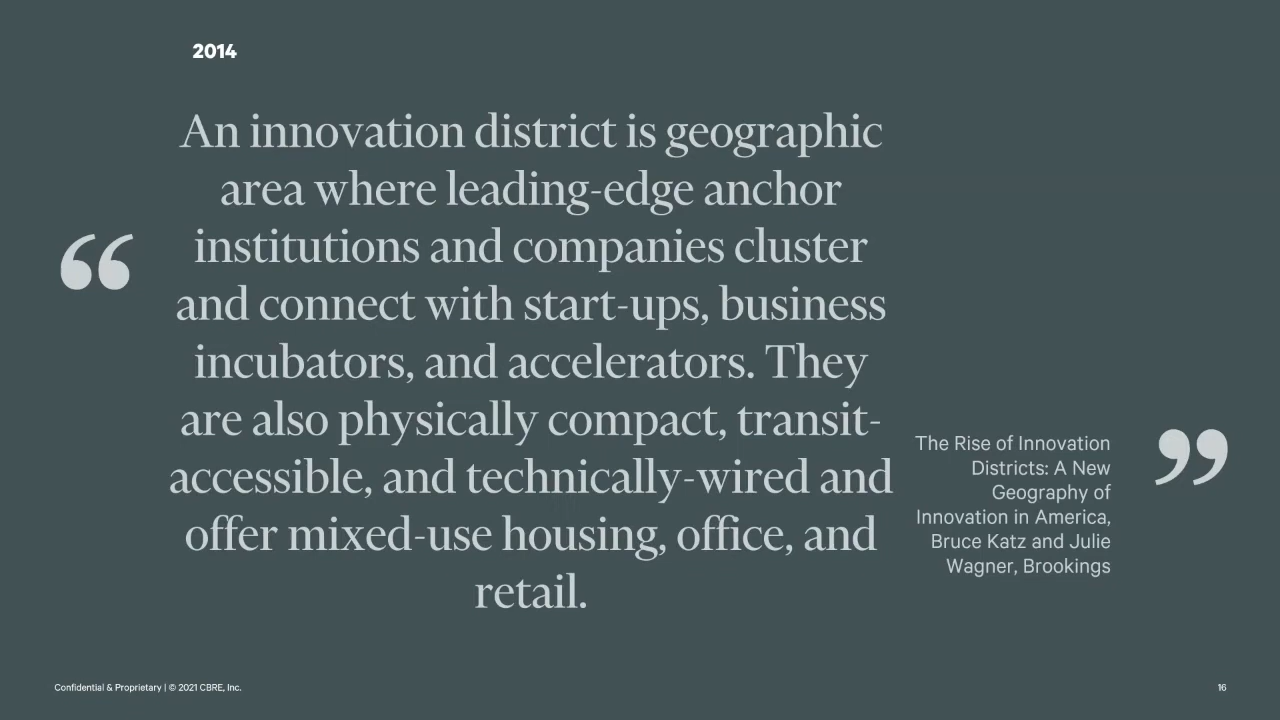 2014
“
An innovation district is geographic
area where leading-edge anchor
institutions and companies cluster
and connect with start-ups, business
incubators, and accelerators. They
are also physically compact, transit-
accessible, and technically-wired and
offer mixed-use housing, office, and
retail.
The Rise of Innovation
Districts: A New
Geography of
Innovation in America,
Bruce Katz and Julie
Wagner, Brookings
”
Confidential & Proprietary | © 2021 CBRE, Inc.
16